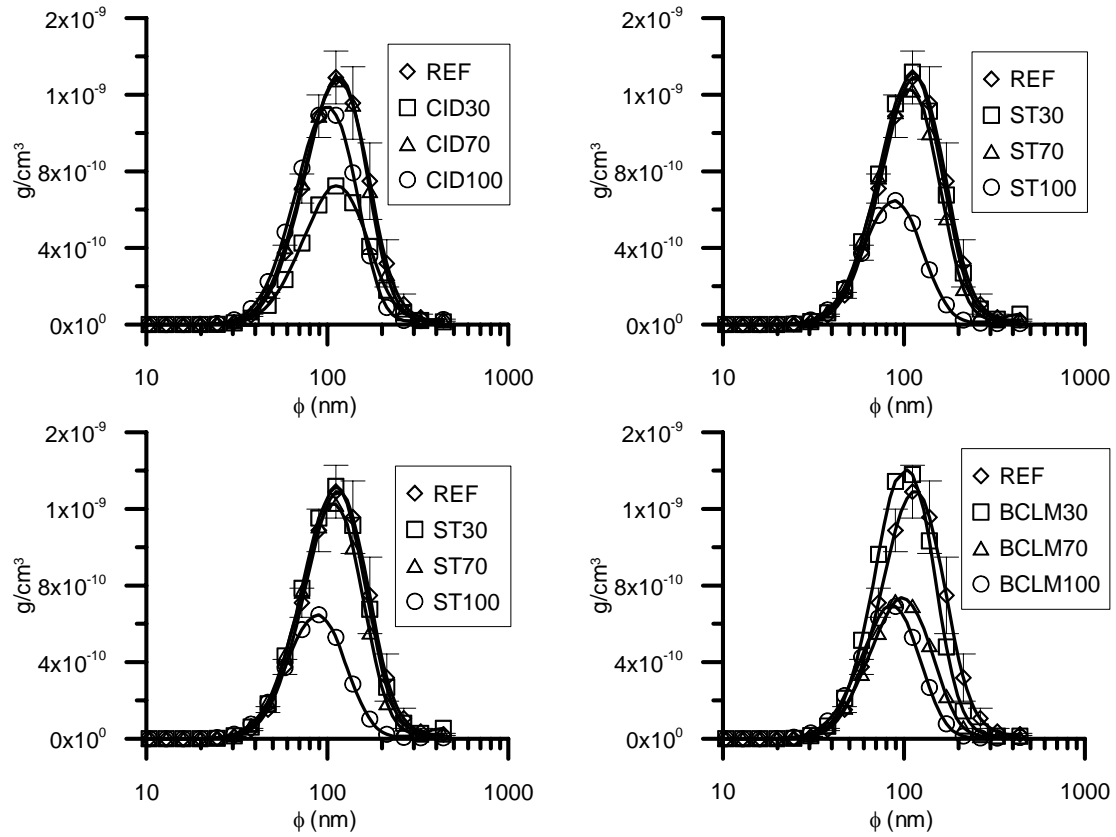 2x10⁻⁹
1x10⁻⁹
8x10⁻¹⁰
4x10⁻¹⁰
0x10⁰
g/cm³
10 100 1000
ϕ (nm)
REF
CID30
CID70
CID100
2x10⁻⁹
1x10⁻⁹
8x10⁻¹⁰
4x10⁻¹⁰
0x10⁰
g/cm³
10 100 1000
ϕ (nm)
REF
ST30
ST70
ST100
2x10⁻⁹
1x10⁻⁹
8x10⁻¹⁰
4x10⁻¹⁰
0x10⁰
g/cm³
10 100 1000
ϕ (nm)
REF
ST30
ST70
ST100
2x10⁻⁹
1x10⁻⁹
8x10⁻¹⁰
4x10⁻¹⁰
0x10⁰
g/cm³
10 100 1000
ϕ (nm)
REF
BCLM30
BCLM70
BCLM100